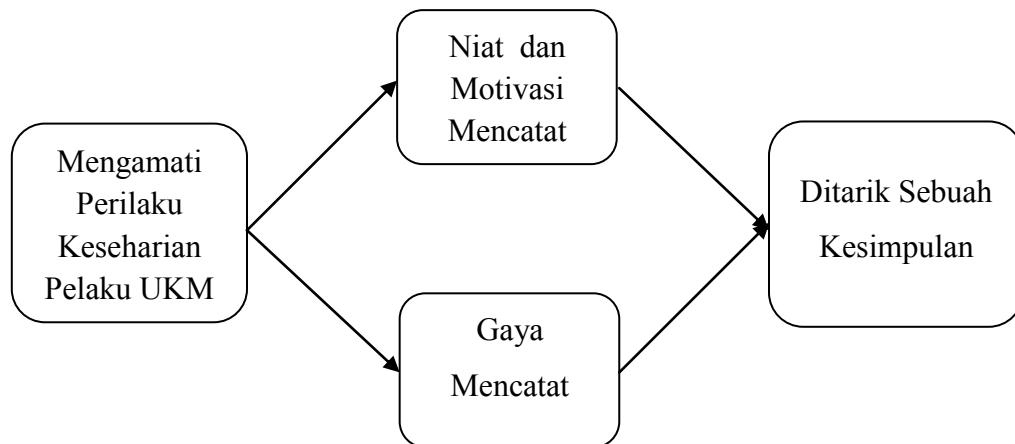 Mengamati
Perilaku
Keseharian
Pelaku UKM
Niat dan
Motivasi
Mencatat
Gaya
Mencatat
Ditarik Sebuah
Kesimpulan